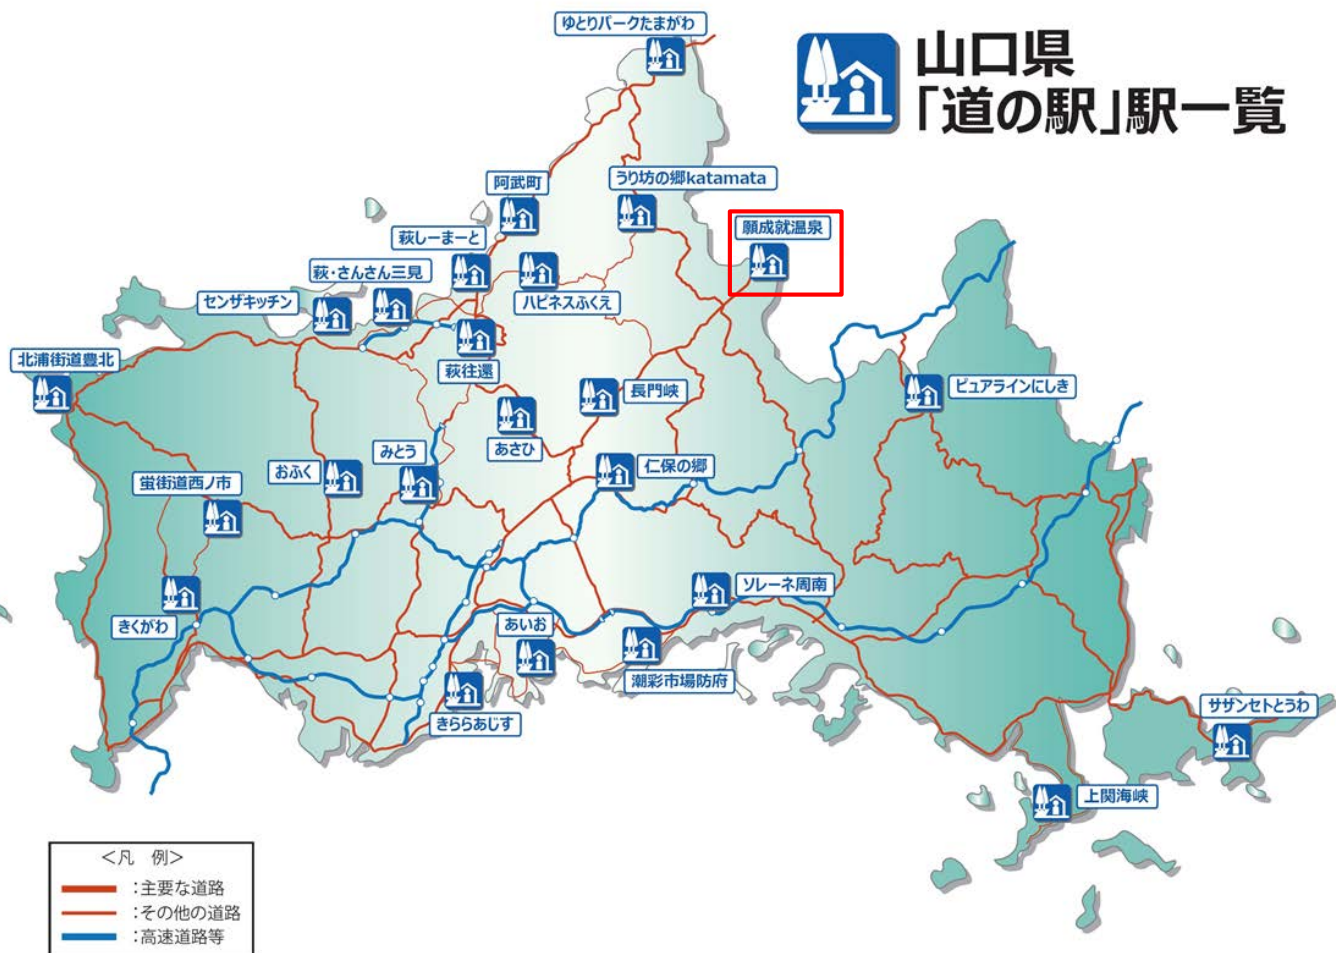 山口県
「道の駅」駅一覧
ゆとりパークたまがわ
阿武町
うり坊の郷katamata
願成就温泉
萩しーまーと
萩・さんさん三見
ハピネスふくえ
センザキッチン
萩往還
北浦街道豊北
長門峡
ピュアラインにしき
あさひ
みとう
おふく
仁保の郷
蛍街道西ノ市
ソレーネ周南
きくがわ
あいお
潮彩市場防府
きららあじす
サザンセトとうわ
上関海峡
<凡 例>
:主要な道路
:その他の道路
:高速道路等